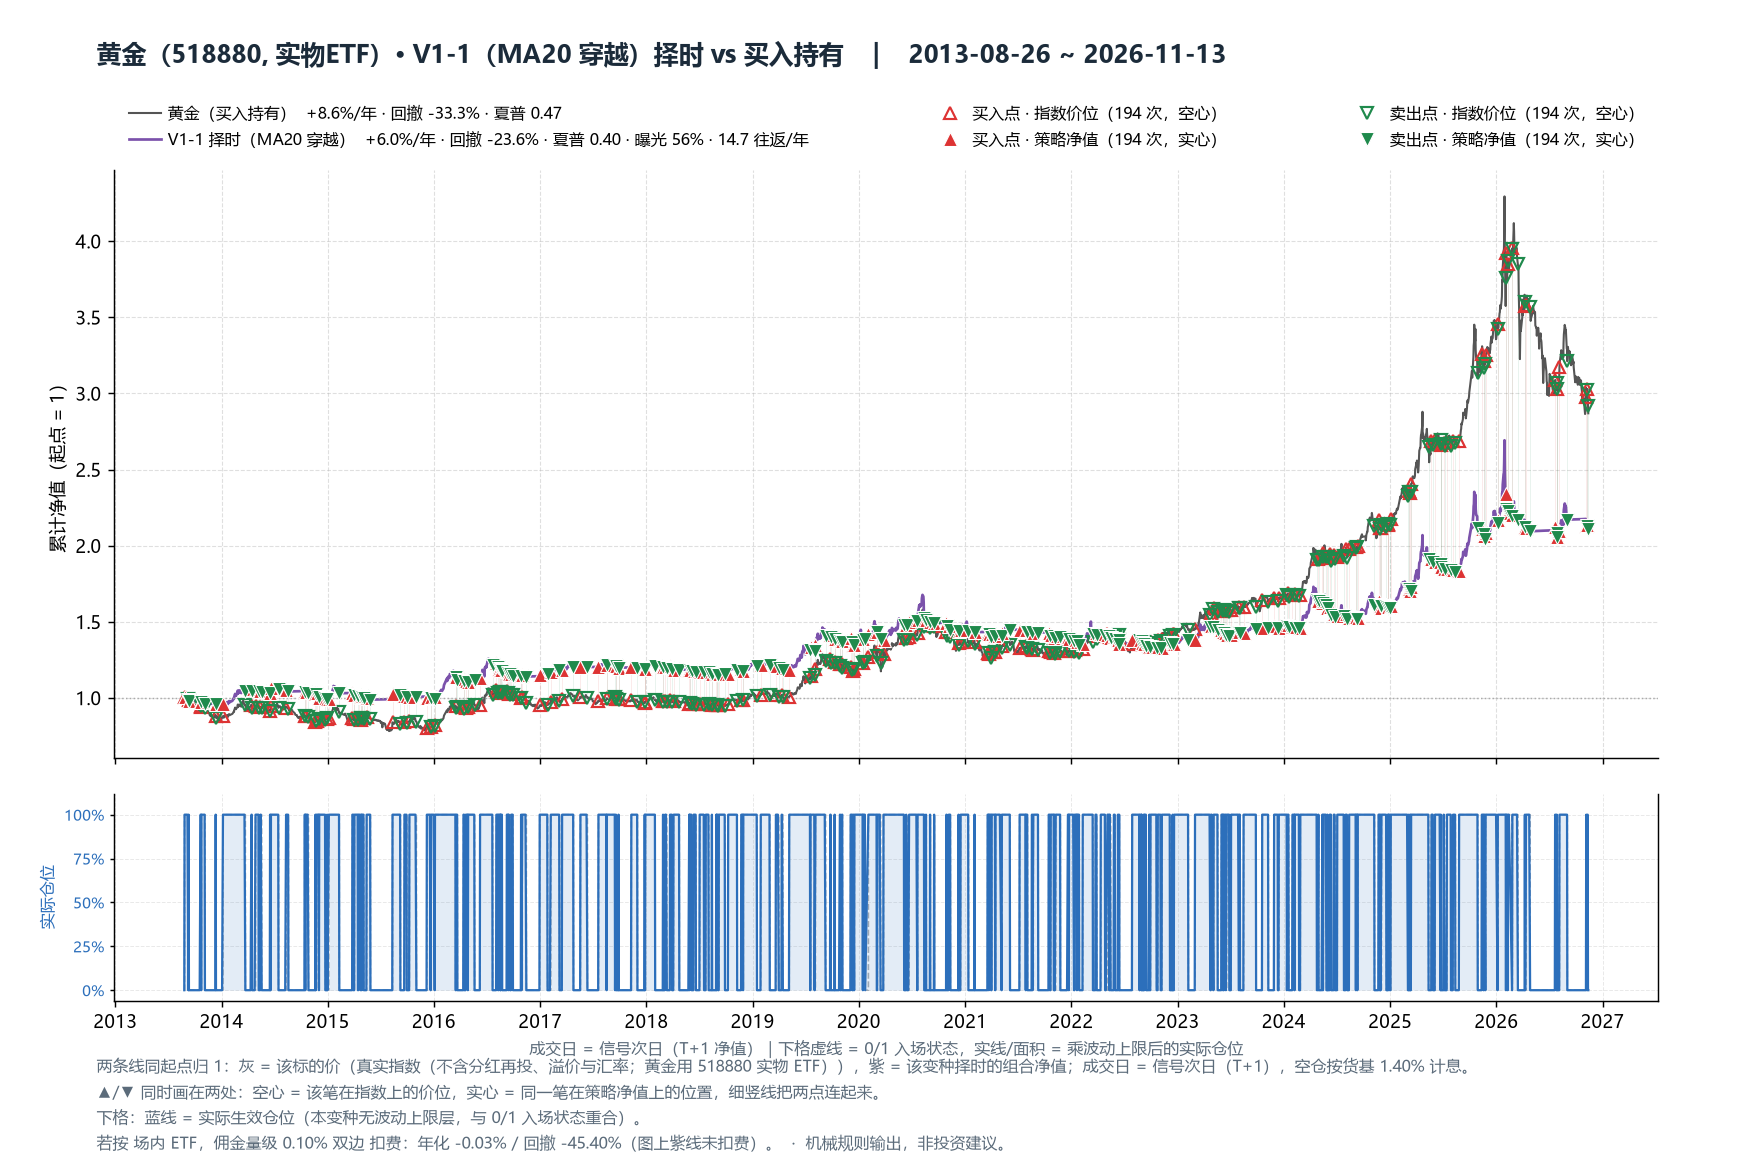 黄金（518880, 实物ETF）· V1-1（MA20 穿越）择时 vs 买入持有 | 2013-08-26 ~ 2026-11-13
黄金（买入持有） +8.6%/年 · 回撤 -33.3% · 夏普 0.47
V1-1 择时（MA20 穿越） +6.0%/年 · 回撤 -23.6% · 夏普 0.40 · 曝光 56% · 14.7 往返/年
买入点 · 指数价位（194 次，空心）
买入点 · 策略净值（194 次，实心）
卖出点 · 指数价位（194 次，空心）
卖出点 · 策略净值（194 次，实心）
累计净值（起点 = 1）
4.0
3.5
3.0
2.5
2.0
1.5
1.0
实际仓位
100%
75%
50%
25%
0%
2013 2014 2015 2016 2017 2018 2019 2020 2021 2022 2023 2024 2025 2026 2027
成交日 = 信号次日（T+1 净值）｜下格虚线 = 0/1 入场状态，实线/面积 = 乘波动上限后的实际仓位
两条线同起点归 1：灰 = 该标的价（真实指数（不含分红再投、溢价与汇率；黄金用 518880 实物 ETF）），紫 = 该变种择时的组合净值；成交日 = 信号次日（T+1），空仓按货基 1.40% 计息。
▲/▼ 同时画在两处：空心 = 该笔在指数上的价位，实心 = 同一笔在策略净值上的位置，细竖线把两点连起来。
下格：蓝线 = 实际生效仓位（本变种无波动上限层，与 0/1 入场状态重合）。
若按 场内 ETF，佣金量级 0.10% 双边 扣费：年化 -0.03% / 回撤 -45.40%（图上紫线未扣费）。 · 机械规则输出，非投资建议。